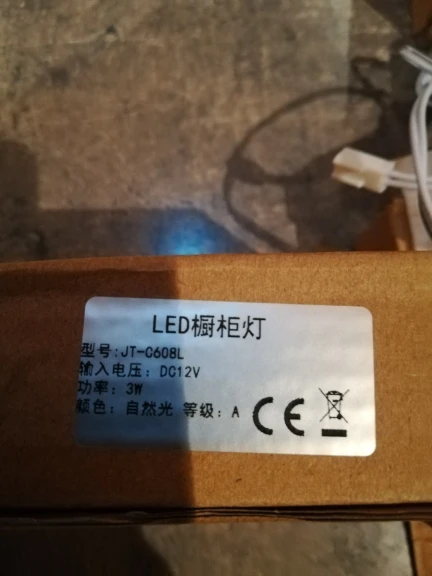 LED橱柜灯
型号:JT-C608L
输入电压: DC12V
功率: 3W
颜色: 自然光 等级: A
CE